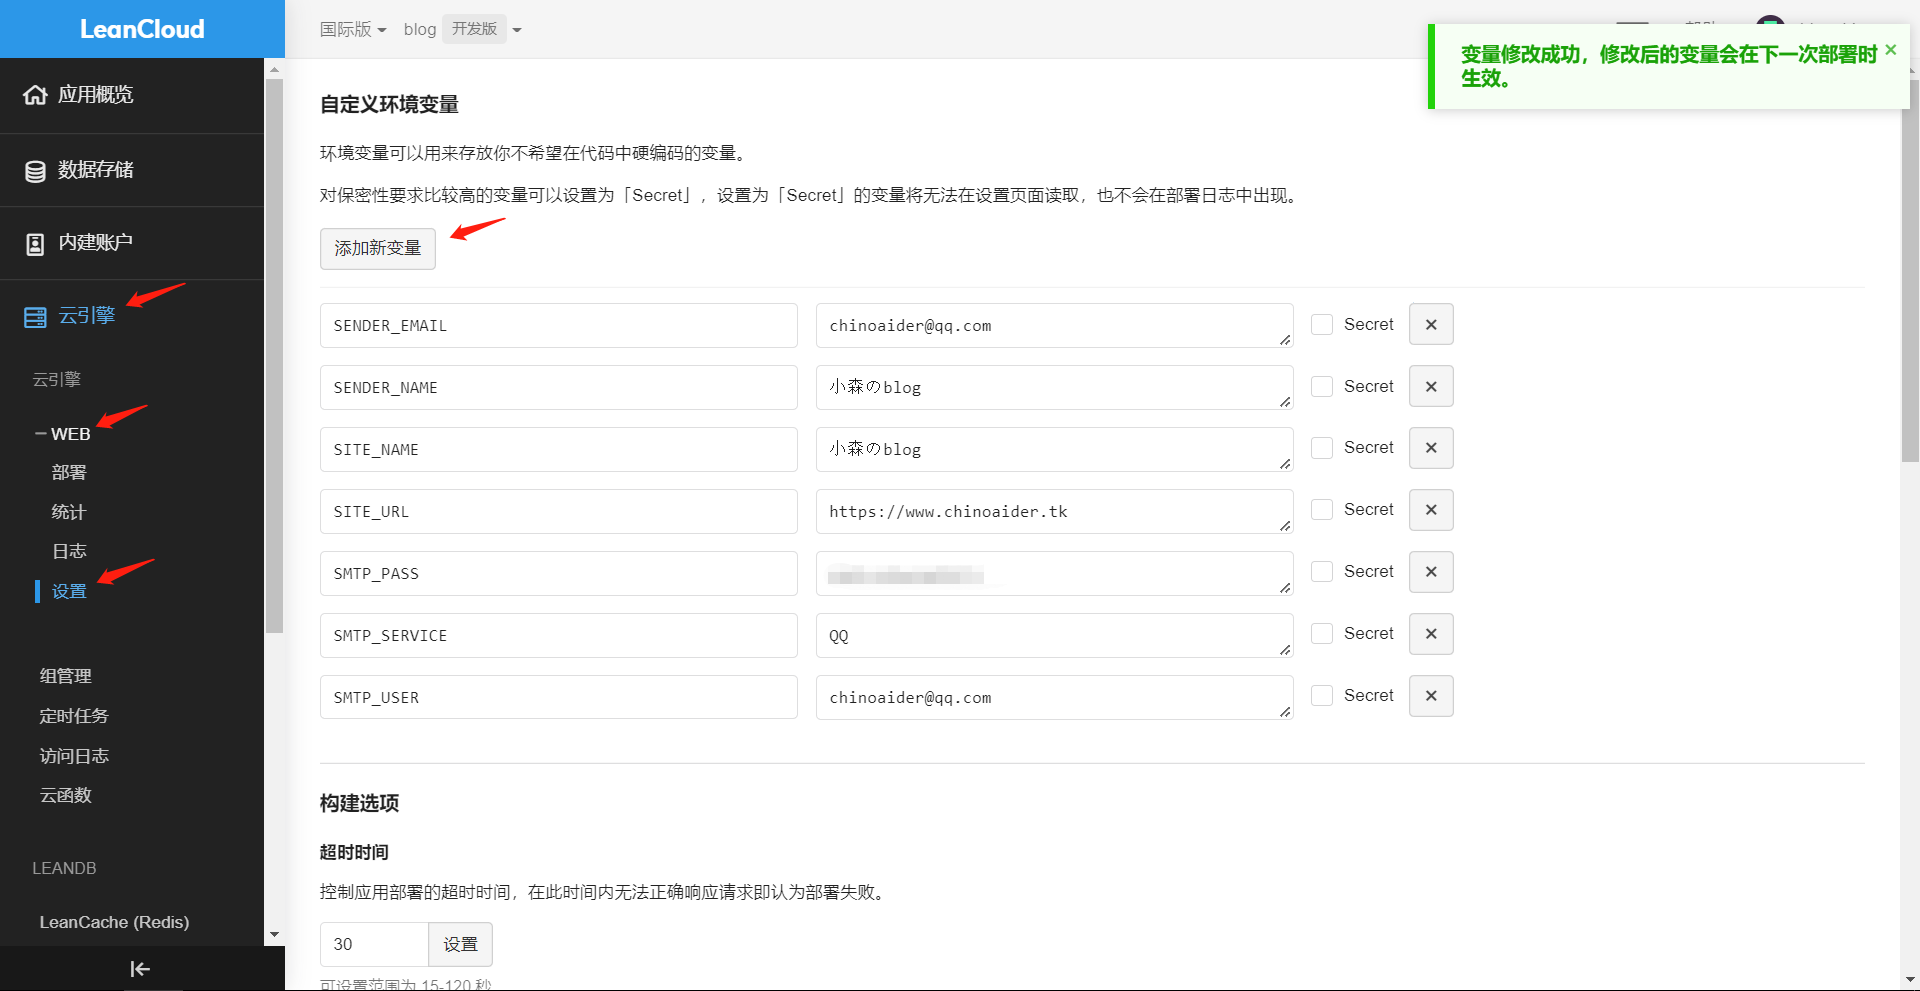 LeanCloud
国际版
blog
开发版
变量修改成功，修改后的变量会在下一次部署时
生效。
应用概览
数据存储
内建账户
云引擎
云引擎
WEB
部署
统计
日志
设置
组管理
定时任务
访问日志
云函数
LEANDB
LeanCache (Redis)
自定义环境变量
环境变量可以用来存放你不希望在代码中硬编码的变量。
对保密性要求比较高的变量可以设置为「Secret」，设置为「Secret」的变量将无法在设置页面读取，也不会在部署日志中出现。
添加新变量
SENDER_EMAIL chinoaider@qq.com Secret
SENDER_NAME 小森のblog Secret
SITE_NAME 小森のblog Secret
SITE_URL https://www.chinoaider.tk Secret
SMTP_PASS Secret
SMTP_SERVICE QQ Secret
SMTP_USER chinoaider@qq.com Secret
构建选项
超时时间
控制应用部署的超时时间，在此时间内无法正确响应请求即认为部署失败。
30 设置
可设置范围为 15-120 秒